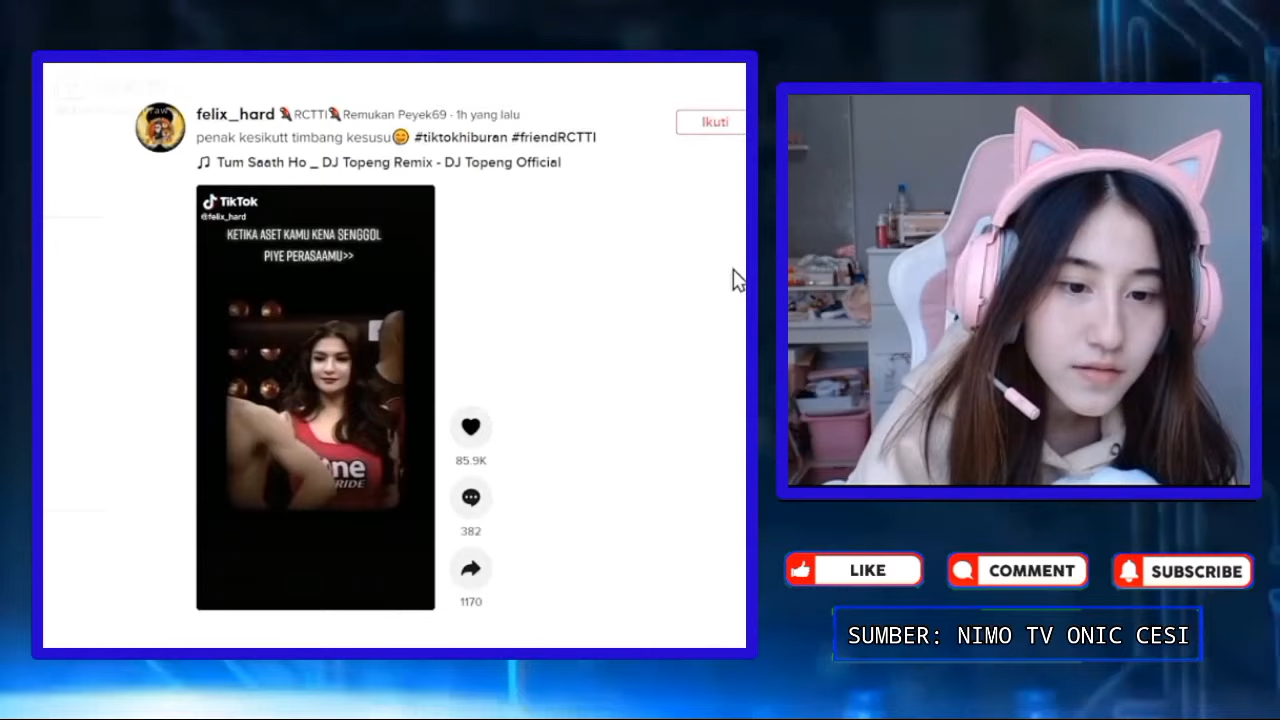 felix_hard RCTTI Remukan Peyek69 · 1h yang lalu
penak kesikutt timbang kesusu #tiktokhiburan #friendRCTTI
Tum Saath Ho _ DJ Topeng Remix - DJ Topeng Official
Ikuti
TikTok
@felix_hard
KETIKA ASET KAMU KENA SENGGOL
PIYE PERASAAMU>>
ne
RIDE
85.9K
382
1170
LIKE
COMMENT
SUBSCRIBE
SUMBER: NIMO TV ONIC CESI